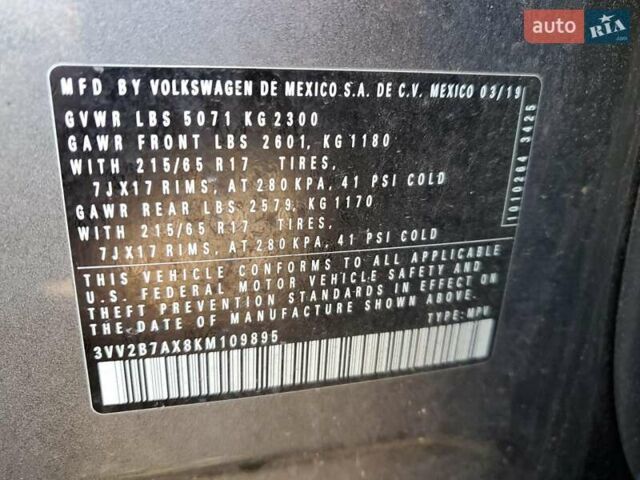 auto RIA .com
MFD BY VOLKSWAGEN DE MEXICO S.A. DE C.V. MEXICO 03/19
GVWR LBS 5071 KG 2300
GAWR FRONT LBS 2601, KG 1180
WITH 215/65 R17 TIRES,
7JX17 RIMS, AT 280 KPA, 41 PSI COLD
GAWR REAR LBS 2579, KG 1170
WITH 215/65 R17 TIRES,
7JX17 RIMS, AT 280 KPA, 41 PSI COLD
THIS VEHICLE CONFORMS TO ALL APPLICABLE
U.S. FEDERAL MOTOR VEHICLE SAFETY AND
THEFT PREVENTION STANDARDS IN EFFECT ON
THE DATE OF MANUFACTURE SHOWN ABOVE.
3VV2B7AX8KM109895 TYPE: MPV
1010204 3425